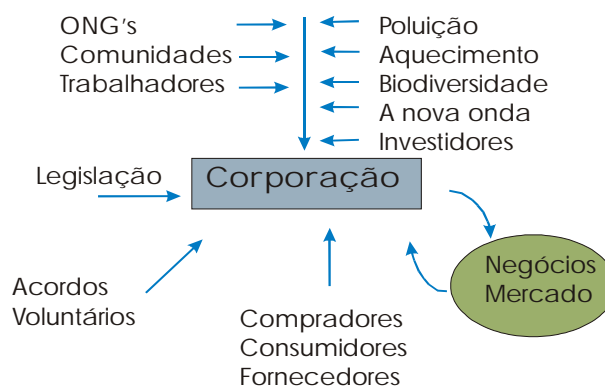 ONG's
Comunidades
Trabalhadores
Poluição
Aquecimento
Biodiversidade
A nova onda
Investidores
Legislação
Corporação
Negócios
Mercado
Acordos
Voluntários
Compradores
Consumidores
Fornecedores